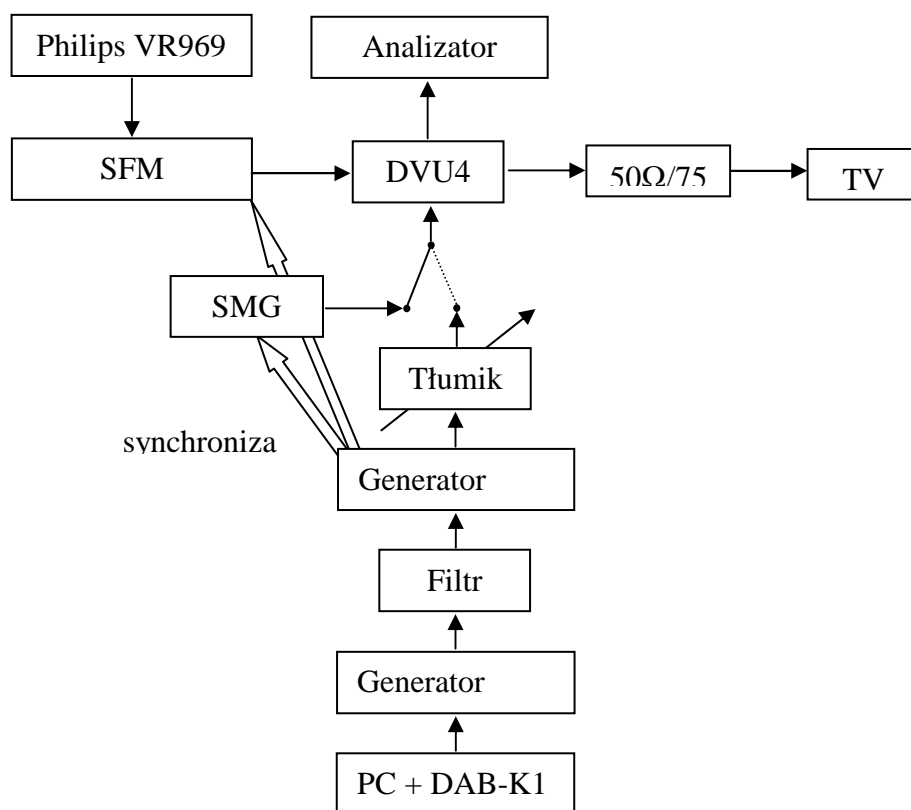 Philips VR969
Analizator
SFM
DVU4
50Ω/75
TV
SMG
Tłumik
synchroniza
Generator
Filtr
Generator
PC + DAB-K1